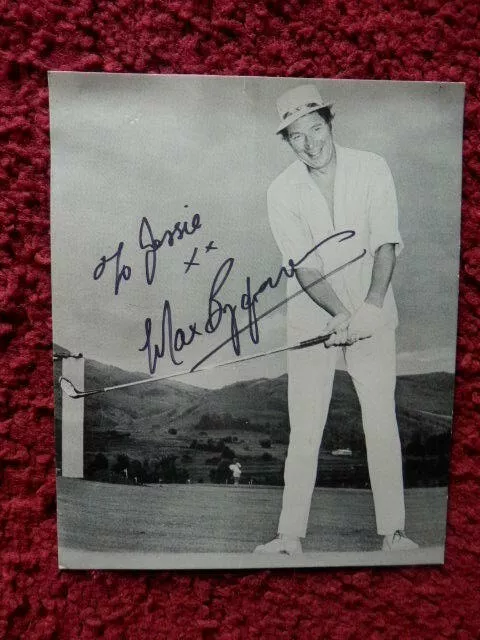 To Jessie
xx
Max Bygraves